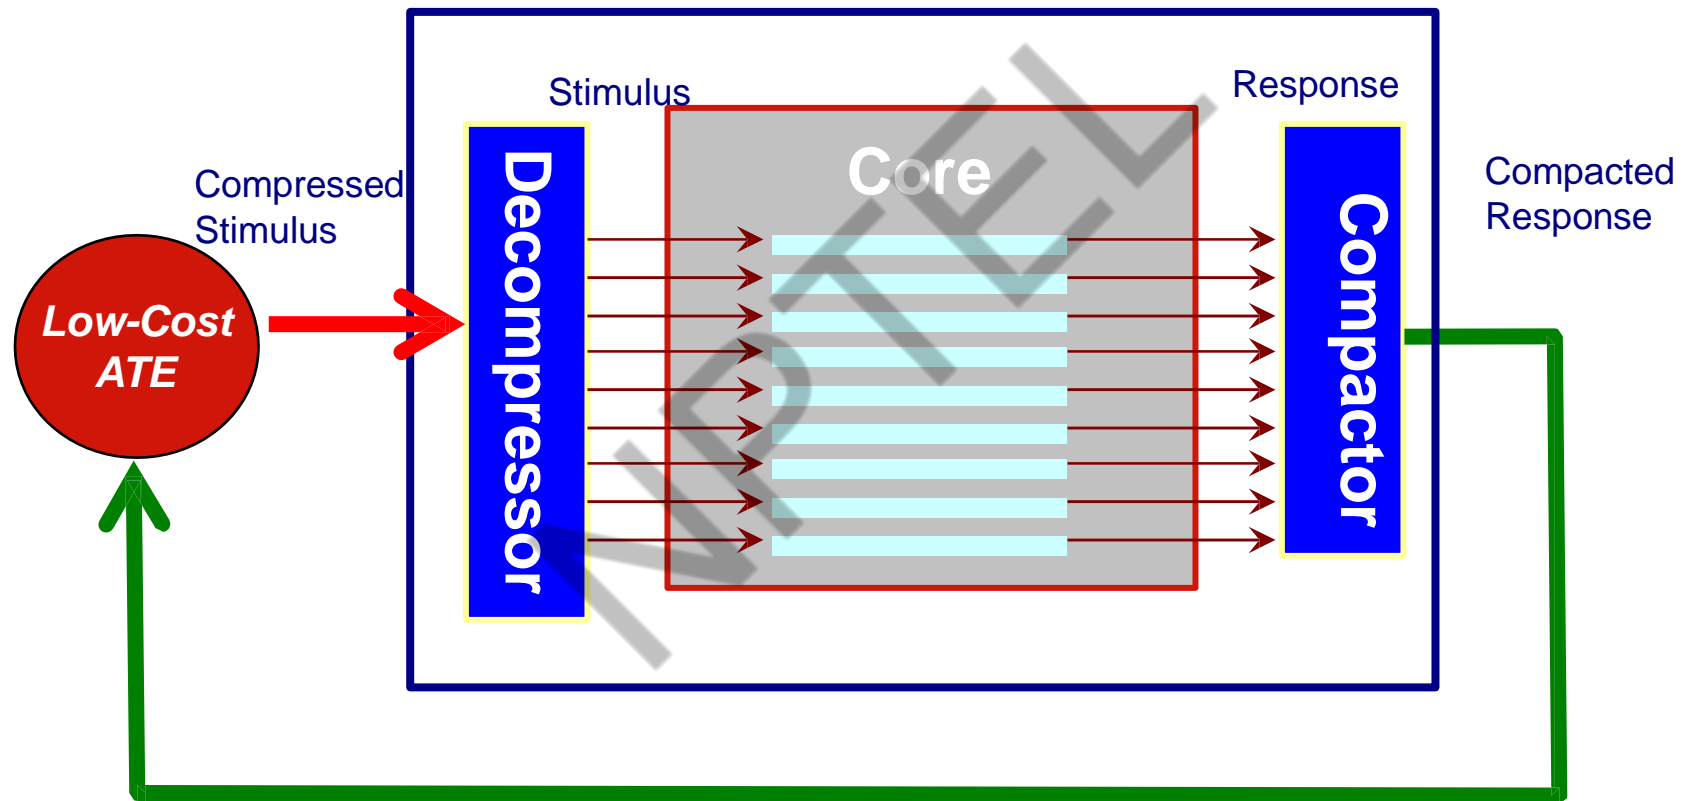 Stimulus
Response
Compressed
Stimulus
Core
Compacted
Response
Decompressor
Compactor
Low-Cost
ATE
NPTEL